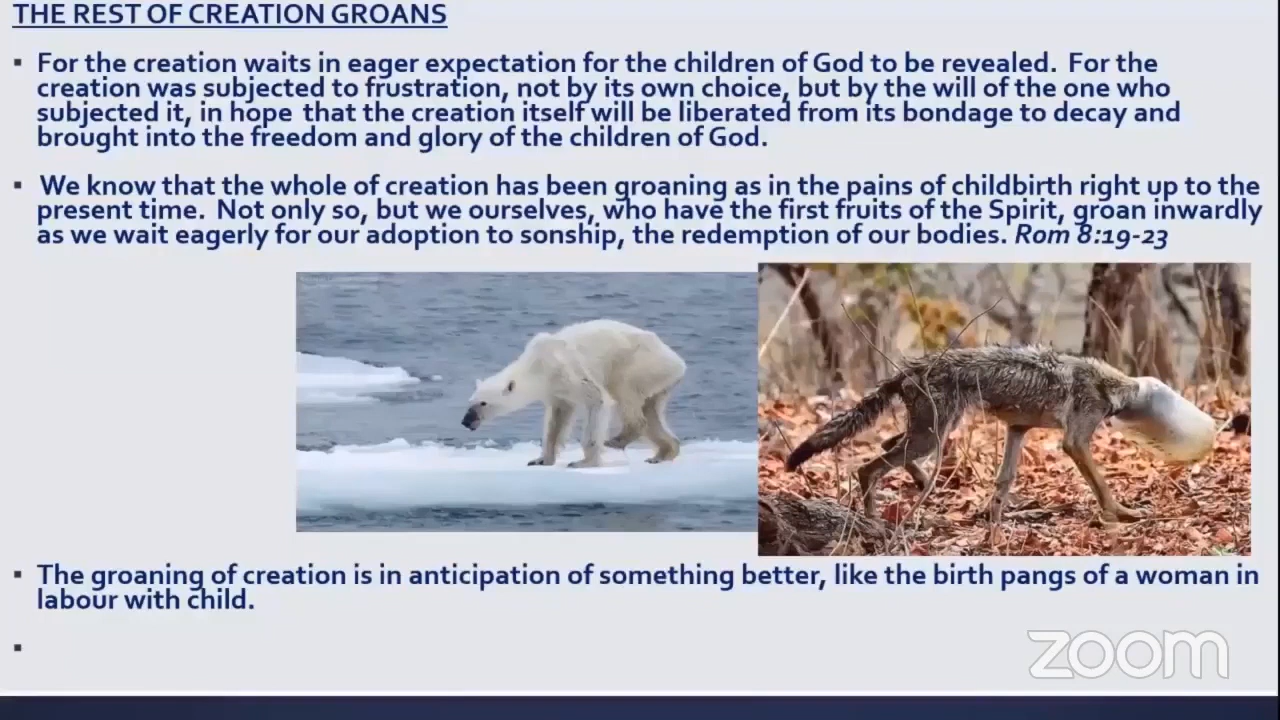 THE REST OF CREATION GROANS
▪ For the creation waits in eager expectation for the children of God to be revealed. For the
creation was subjected to frustration, not by its own choice, but by the will of the one who
subjected it, in hope that the creation itself will be liberated from its bondage to decay and
brought into the freedom and glory of the children of God.
▪ We know that the whole of creation has been groaning as in the pains of childbirth right up to the
present time. Not only so, but we ourselves, who have the first fruits of the Spirit, groan inwardly
as we wait eagerly for our adoption to sonship, the redemption of our bodies. Rom 8:19-23
▪ The groaning of creation is in anticipation of something better, like the birth pangs of a woman in
labour with child.
▪
zoom